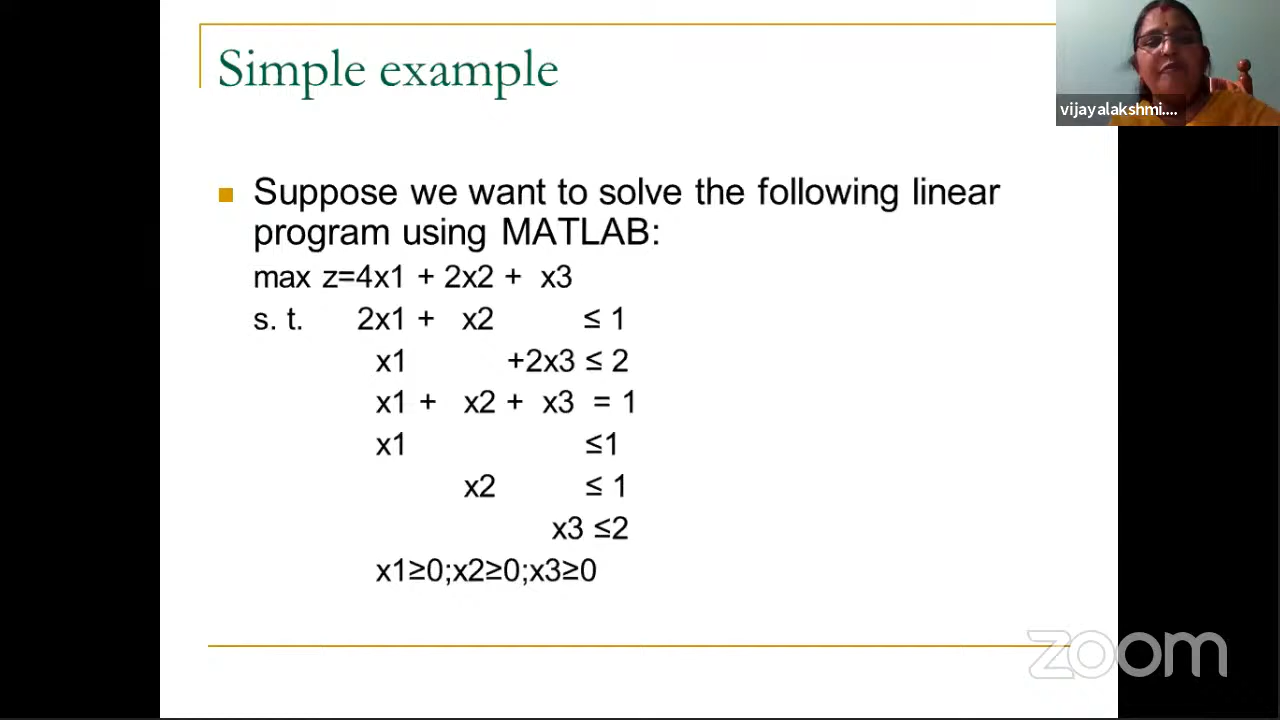 Simple example
vijayalakshmi....
Suppose we want to solve the following linear
program using MATLAB:
max z=4x1 + 2x2 + x3
s. t. 2x1 + x2 ≤ 1
x1 +2x3 ≤ 2
x1 + x2 + x3 = 1
x1 ≤1
x2 ≤ 1
x3 ≤2
x1≥0;x2≥0;x3≥0
zoom